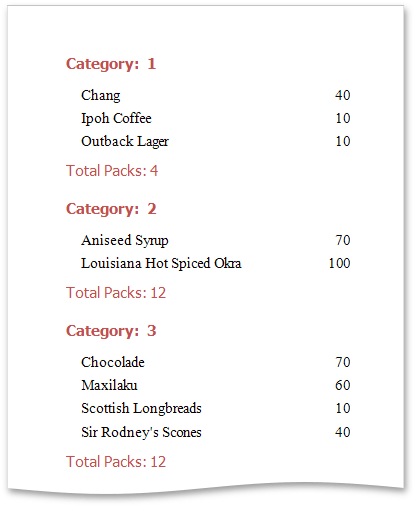 Category: 1
Chang 40
Ipoh Coffee 10
Outback Lager 10
Total Packs: 4
Category: 2
Aniseed Syrup 70
Louisiana Hot Spiced Okra 100
Total Packs: 12
Category: 3
Chocolade 70
Maxilaku 60
Scottish Longbreads 10
Sir Rodney's Scones 40
Total Packs: 12